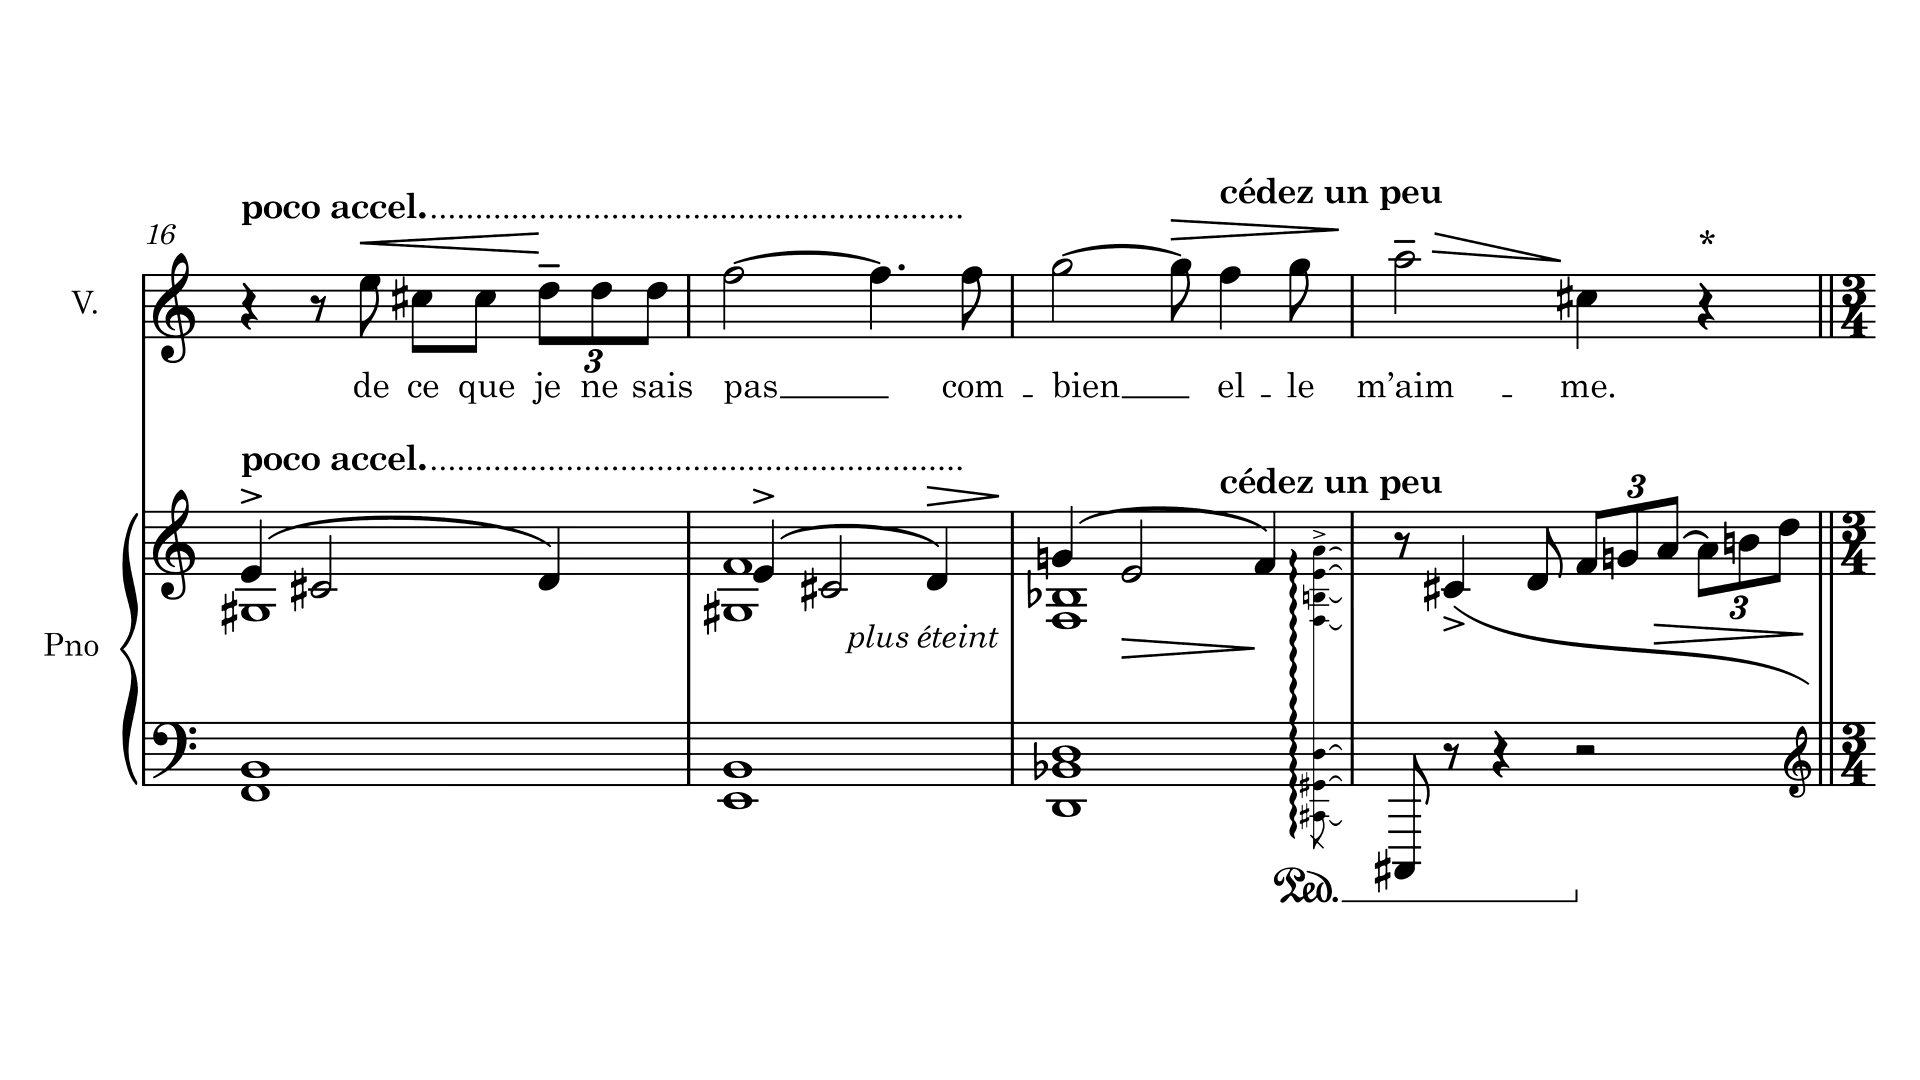 poco accel.
16
V.
3
de ce que je ne sais pas com - bien el - le m’aim - me.
cédez un peu
*
3
4
poco accel.
cédez un peu
3
3
3
4
plus éteint
Pno
3
4
Ped.